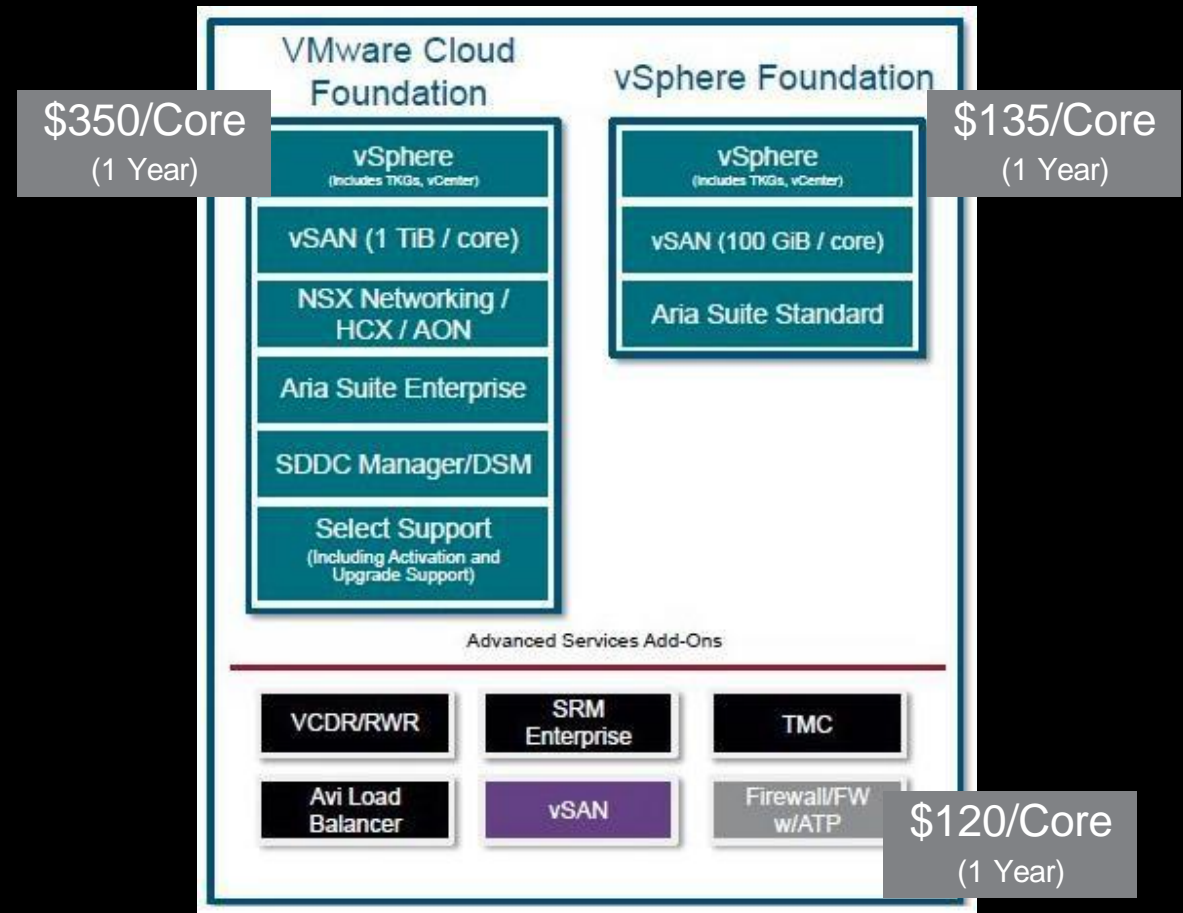 VMware Cloud
Foundation
$350/Core
(1 Year)
vSphere
(Includes TKGs, vCenter)
vSAN (1 TiB / core)
NSX Networking /
HCX / AON
Aria Suite Enterprise
SDDC Manager/DSM
Select Support
(Including Activation and
Upgrade Support)
vSphere Foundation
$135/Core
(1 Year)
vSphere
(Includes TKGs, vCenter)
vSAN (100 GiB / core)
Aria Suite Standard
Advanced Services Add-Ons
VCDR/RWR
SRM
Enterprise
TMC
Avi Load
Balancer
vSAN
Firewall/FW
w/ATP
$120/Core
(1 Year)